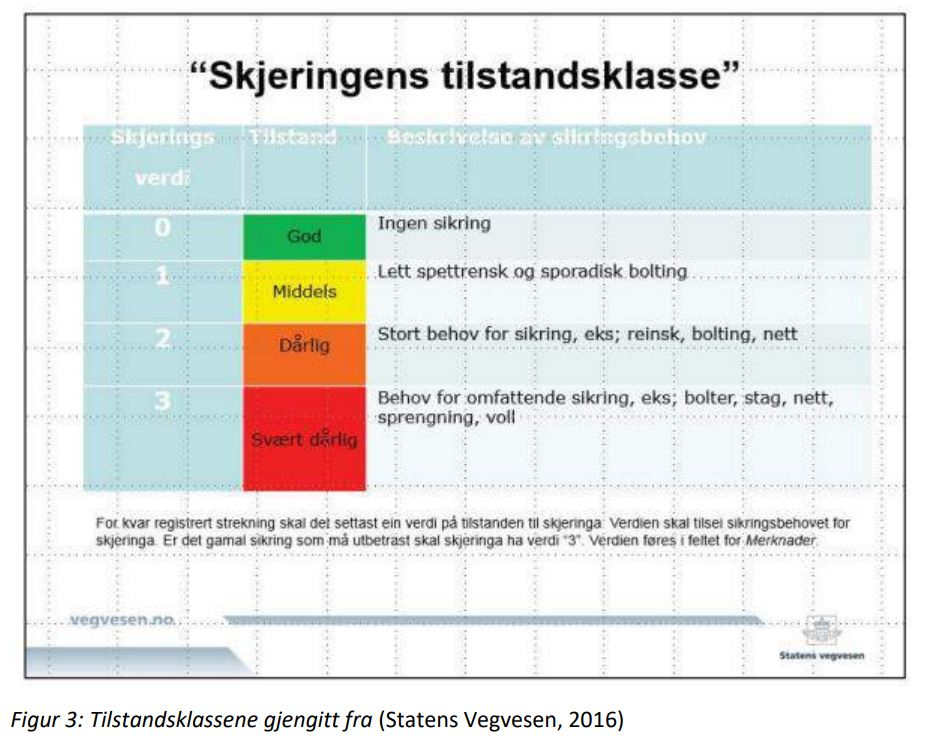 “Skjeringens tilstandsklasse”
Skjerings verdi
Tilstand
Beskrivelse av sikringsbehov
0
God
Ingen sikring
1
Middels
Lett spettrensk og sporadisk bolting
2
Dårlig
Stort behov for sikring, eks; reinsk, bolting, nett
3
Svært dårlig
Behov for omfattende sikring, eks; bolter, stag, nett,
sprengning, voll
For kvar registrert strekning skal det settast ein verdi på tilstanden til skjeringa. Verdien skal tilsei sikringsbehovet for
skjeringa. Er det gamal sikring som må utbetrast skal skjeringa ha verdi “3”. Verdien føres i feltet for Merknader.
vegvesen.no
Statens vegvesen
Figur 3: Tilstandsklassene gjengitt fra (Statens Vegvesen, 2016)